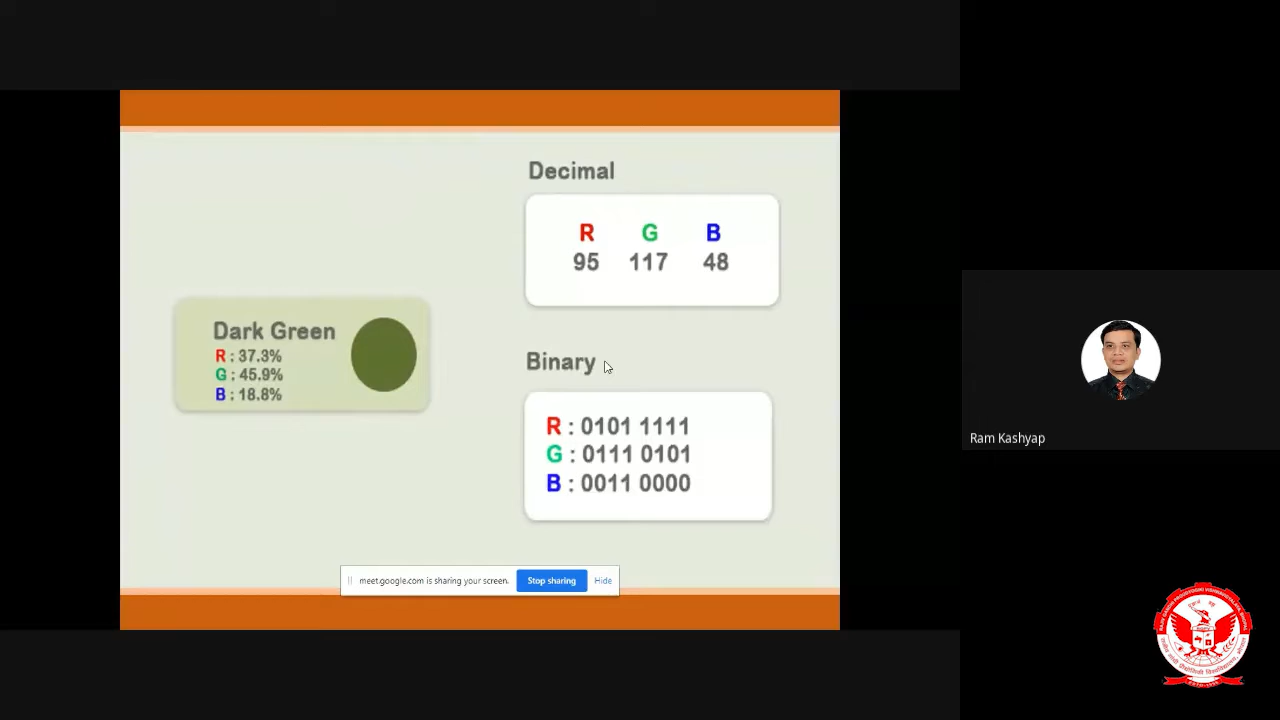 Decimal
R G B
95 117 48
Dark Green
R : 37.3%
G : 45.9%
B : 18.8%
Binary
R : 0101 1111
G : 0111 0101
B : 0011 0000
meet.google.com is sharing your screen.
Stop sharing
Hide
Ram Kashyap